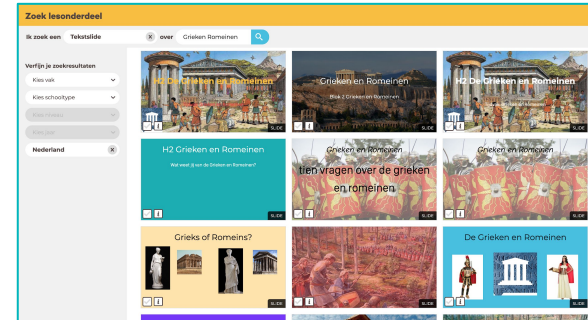 Zoek lesonderdeel
Ik zoek een Tekstslide x over Grieken Romeinen
Verfijn je zoekresultaten
Kies vak
Kies schooltype
Kies niveau
Kies jaar
Nederland x
H2 De Grieken en Romeinen
i SLIDE
Grieken en Romeinen
Blok 2 Grieken en Romeinen
i SLIDE
H2 De Grieken en Romeinen
i SLIDE
H2 Grieken en Romeinen
Wat weet jij van de Grieken en Romeinen?
i SLIDE
Grieken en Romeinen
tien vragen over de grieken
en romeinen
i SLIDE
Grieken en Romeinen
i SLIDE
Grieks of Romeins?
i SLIDE
i SLIDE
De Grieken en Romeinen
i SLIDE